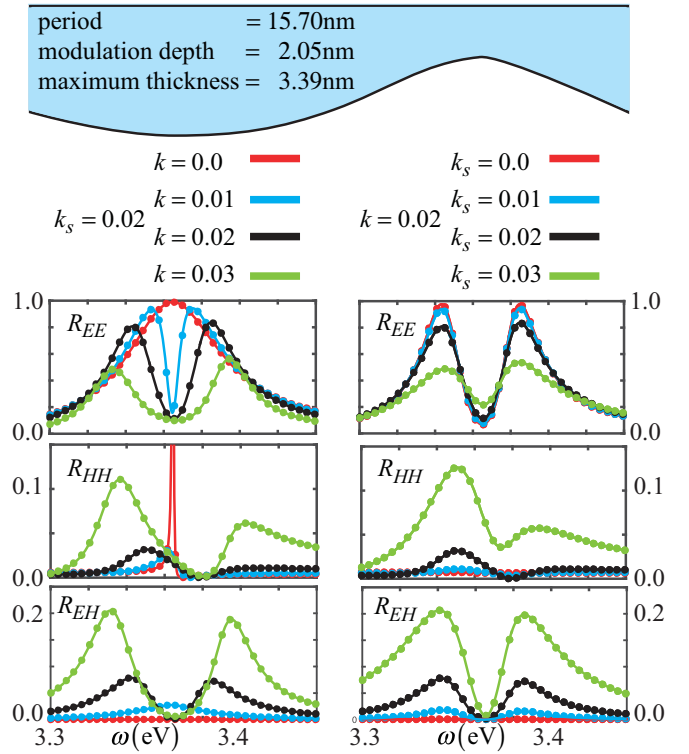 period = 15.70nm
modulation depth = 2.05nm
maximum thickness = 3.39nm
k = 0.0
k = 0.01
k_s = 0.02
k = 0.02
k = 0.03
k_s = 0.0
k_s = 0.01
k = 0.02
k_s = 0.02
k_s = 0.03
1.0
R_EE
0.0
R_EE
1.0
0.0
R_HH
0.1
0.0
R_HH
0.1
0.0
R_EH
0.2
0.0
R_EH
0.2
0.0
0
3.3
ω(eV)
3.4
3.3
ω(eV)
3.4